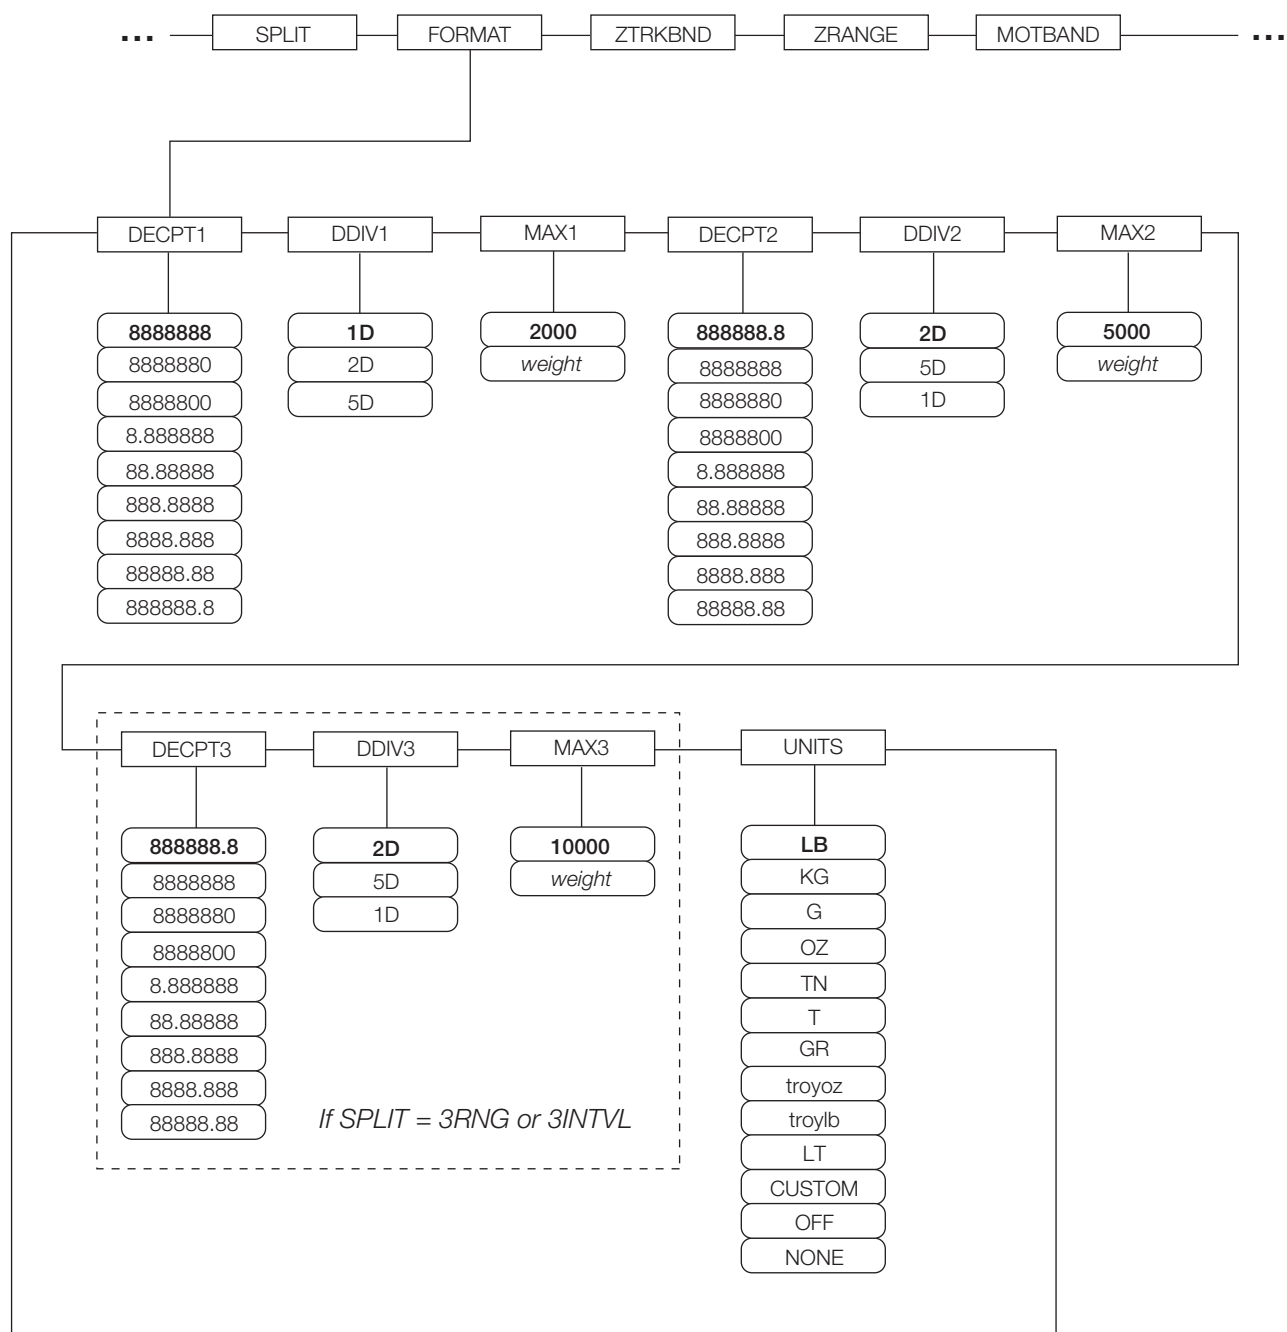 ... SPLIT FORMAT ZTRKBND ZRANGE MOTBAND ...
DECPT1 DDIV1 MAX1 DECPT2 DDIV2 MAX2
8888888 1D 2000 888888.8 2D 5000
8888880 2D weight 8888888 5D weight
8888800 5D 8888880 1D
8.888888 8888800
88.88888 8.888888
888.8888 88.88888
8888.888 888.8888
88888.88 8888.888
888888.8 88888.88
DECPT3 DDIV3 MAX3 UNITS
888888.8 2D 10000 LB
8888888 5D weight KG
8888880 1D G
8888800 OZ
8.888888 TN
88.88888 T
888.8888 GR
8888.888 troyoz
88888.88 If SPLIT = 3RNG or 3INTVL troylb
LT
CUSTOM
OFF
NONE